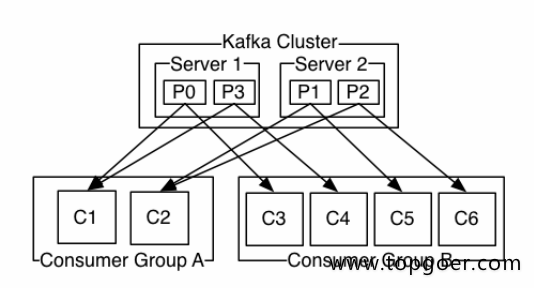 Kafka Cluster
Server 1 Server 2
P0 P3 P1 P2
C1 C2 C3 C4 C5 C6
Consumer Group A Consumer Group B
www.topgoer.com